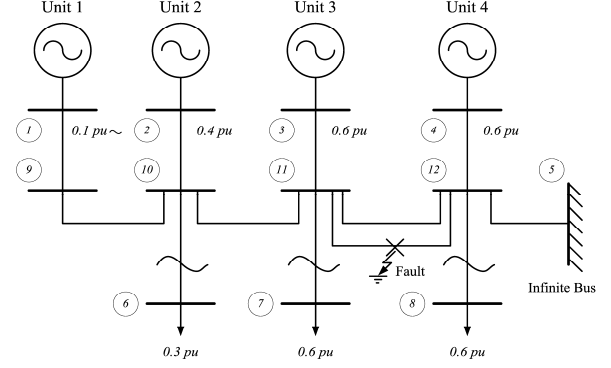 Unit 1 Unit 2 Unit 3 Unit 4
1 0.1 pu 2 0.4 pu 3 0.6 pu 4 0.6 pu
9 10 11 12 5
Fault
Infinite Bus
6 7 8
0.3 pu 0.6 pu 0.6 pu